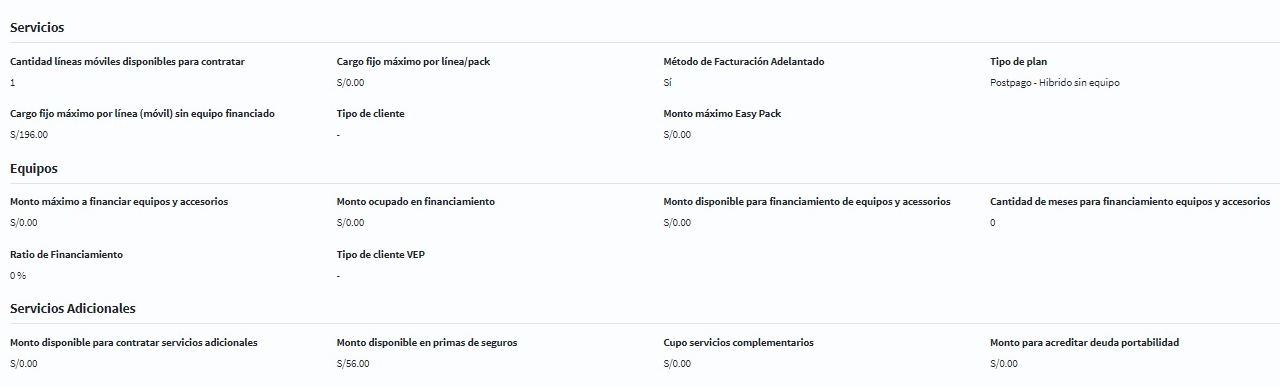 Servicios
Cantidad líneas móviles disponibles para contratar Cargo fijo máximo por línea/pack Método de Facturación Adelantado Tipo de plan
1 S/0.00 Sí Postpago - Híbrido sin equipo
Cargo fijo máximo por línea (móvil) sin equipo financiado Tipo de cliente Monto máximo Easy Pack
S/196.00 - S/0.00
Equipos
Monto máximo a financiar equipos y accesorios Monto ocupado en financiamiento Monto disponible para financiamiento de equipos y acessorios Cantidad de meses para financiamiento equipos y accesorios
S/0.00 S/0.00 S/0.00 0
Ratio de Financiamiento Tipo de cliente VEP
0 % -
Servicios Adicionales
Monto disponible para contratar servicios adicionales Monto disponible en primas de seguros Cupo servicios complementarios Monto para acreditar deuda portabilidad
S/0.00 S/56.00 S/0.00 S/0.00